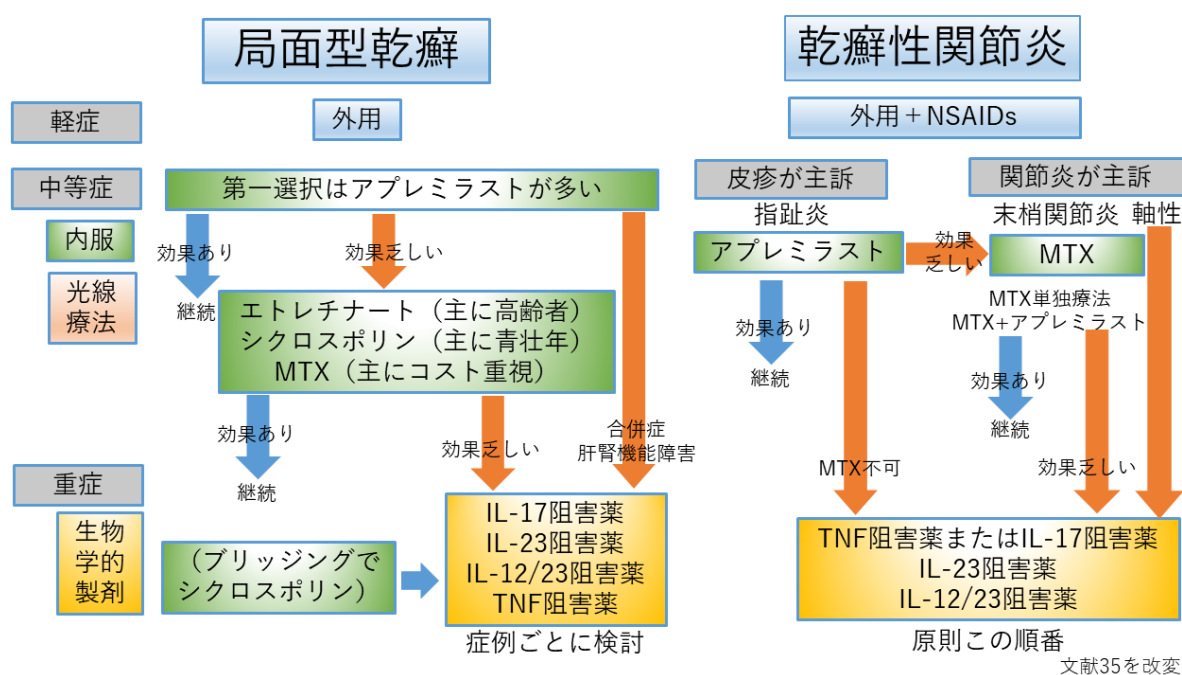 局面型乾癬
軽症
外用
中等症
第一選択はアプレミラストが多い
内服
光線
療法
効果あり
継続
効果乏しい
エトレチナート（主に高齢者）
シクロスポリン（主に青壮年）
MTX（主にコスト重視）
効果あり
継続
効果乏しい
合併症
肝腎機能障害
重症
生物
学的
製剤
（ブリッジングで
シクロスポリン）
IL-17阻害薬
IL-23阻害薬
IL-12/23阻害薬
TNF阻害薬
症例ごとに検討
乾癬性関節炎
外用＋NSAIDs
皮疹が主訴
指趾炎
アプレミラスト
効果あり
継続
効果
乏しい
MTX不可
関節炎が主訴
末梢関節炎
軸性
MTX
MTX単独療法
MTX+アプレミラスト
効果あり
継続
効果乏しい
TNF阻害薬またはIL-17阻害薬
IL-23阻害薬
IL-12/23阻害薬
原則この順番
文献35を改変